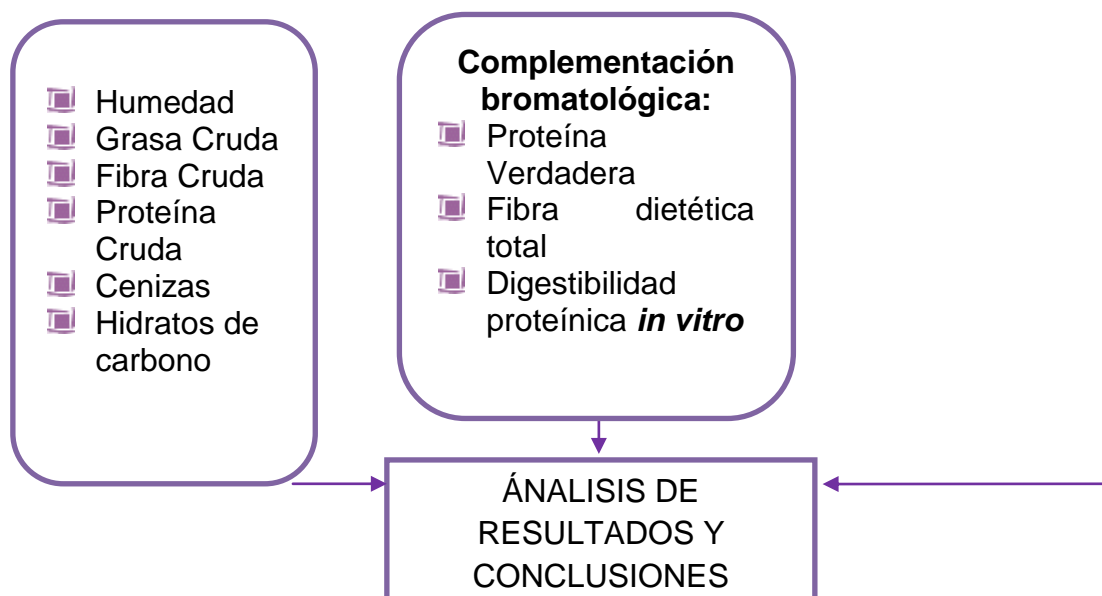 Humedad
Grasa Cruda
Fibra Cruda
Proteína
Cruda
Cenizas
Hidratos de
carbono
Complementación
bromatológica:
Proteína
Verdadera
Fibra dietética
total
Digestibilidad
proteínica in vitro
ÁNALISIS DE
RESULTADOS Y
CONCLUSIONES